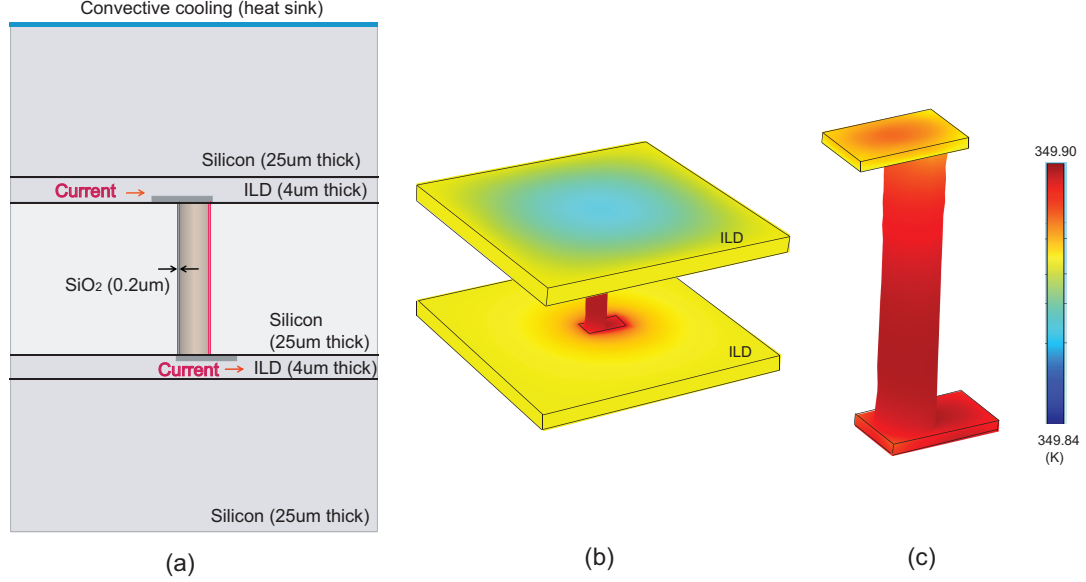 Convective cooling (heat sink)
Silicon (25um thick)
Current → ILD (4um thick)
SiO₂ (0.2um)
Silicon
(25um thick)
Current → ILD (4um thick)
Silicon (25um thick)
(a)
ILD
ILD
(b)
349.90
349.84
(K)
(c)